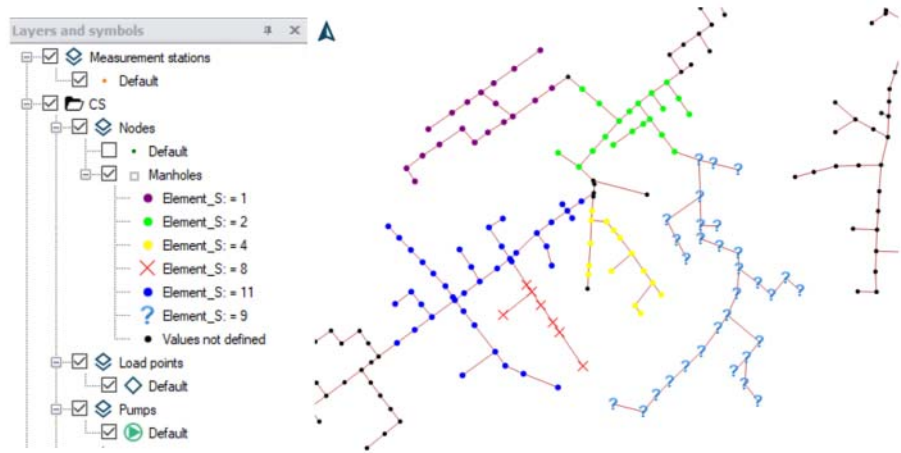 Layers and symbols
Measurement stations
Default
CS
Nodes
Default
Manholes
Element_S: = 1
Element_S: = 2
Element_S: = 4
Element_S: = 8
Element_S: = 11
? Element_S: = 9
Values not defined
Load points
Default
Pumps
Default